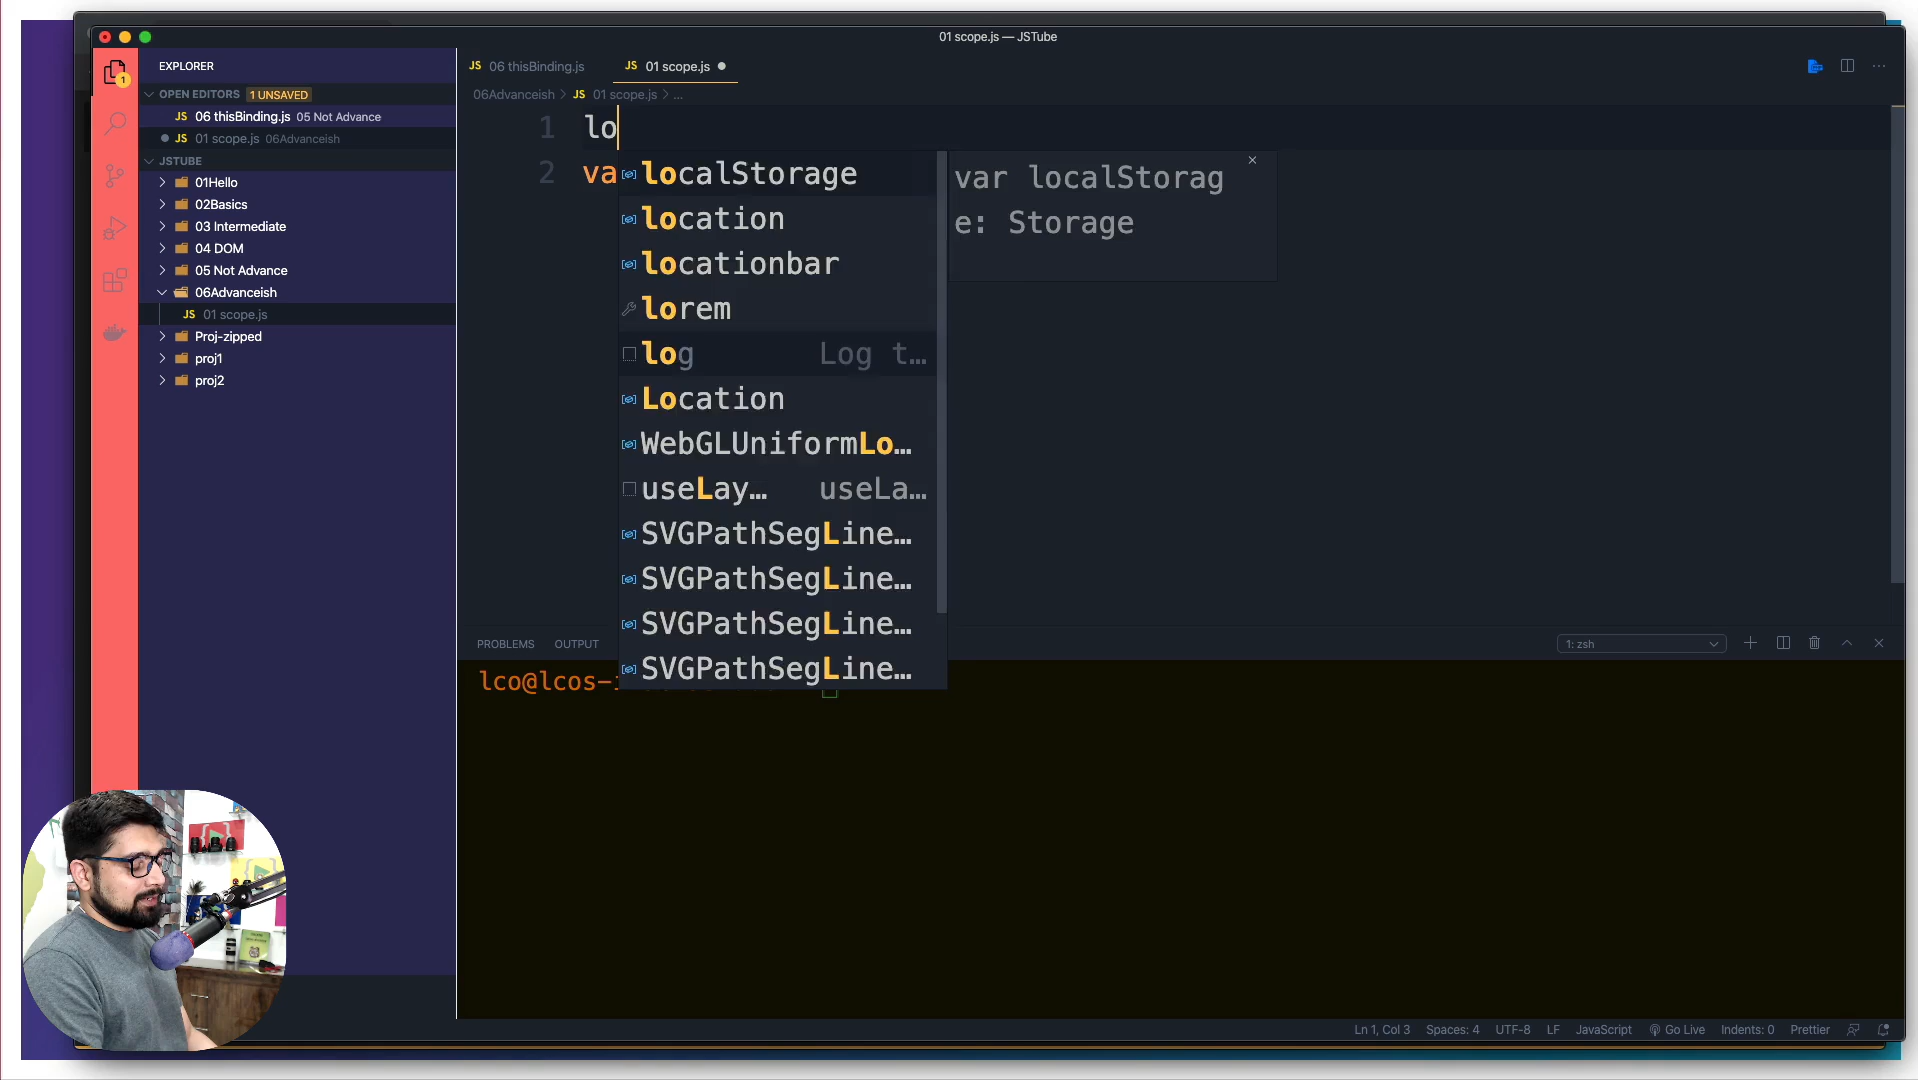 01 scope.js — JSTube
EXPLORER
OPEN EDITORS 1 UNSAVED
JS 06 thisBinding.js 05 Not Advance
JS 01 scope.js 06Advanceish
JSTUBE
01Hello
02Basics
03 Intermediate
04 DOM
05 Not Advance
06Advanceish
JS 01 scope.js
Proj-zipped
proj1
proj2
1
JS 06 thisBinding.js
JS 01 scope.js
06Advanceish > JS 01 scope.js > ...
1 lo
2 va
localStorage
location
locationbar
lorem
log Log t…
Location
WebGLUniformLo…
useLay… useLa…
SVGPathSegLine…
SVGPathSegLine…
SVGPathSegLine…
SVGPathSegLine…
var localStorag
e: Storage
PROBLEMS OUTPUT
1: zsh
lco@lcos-i
Ln 1, Col 3 Spaces: 4 UTF-8 LF JavaScript Go Live Indents: 0 Prettier